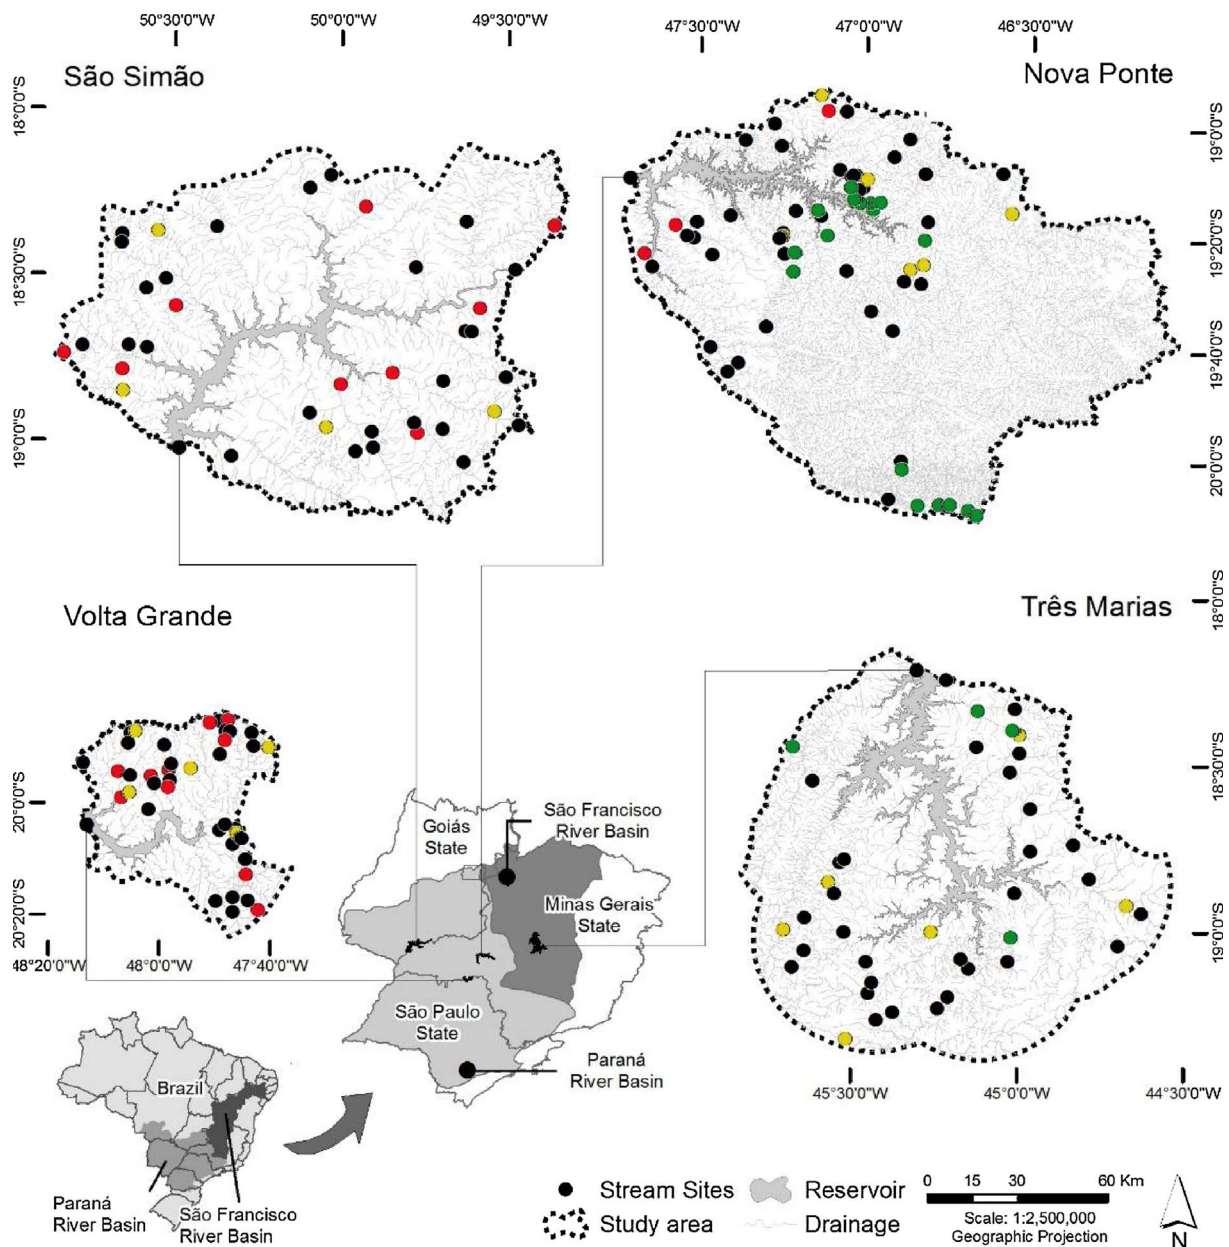 50°30'0"W
50°0'0"W
49°30'0"W
47°30'0"W
47°0'0"W
46°30'0"W
São Simão
Nova Ponte
18°0'0"S
18°30'0"S
19°0'0"S
19°0'0"S
19°20'0"S
19°40'0"S
20°0'0"S
Volta Grande
Três Marias
20°0'0"S
20°20'0"S
48°20'0"W
48°0'0"W
47°40'0"W
18°0'0"S
18°30'0"S
19°0'0"S
45°30'0"W
45°0'0"W
44°30'0"W
Goiás
State
São Francisco
River Basin
Minas Gerais
State
São Paulo
State
Paraná
River Basin
Brazil
Paraná
River Basin
São Francisco
River Basin
Stream Sites
Reservoir
Study area
Drainage
0 15 30 60 Km
Scale: 1:2,500,000
Geographic Projection
N